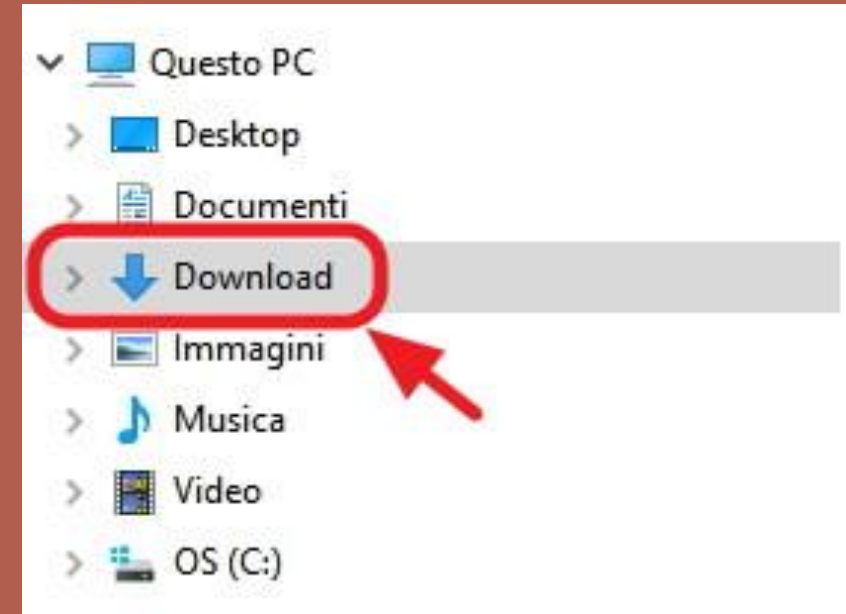 Questo PC
Desktop
Documenti
Download
Immagini
Musica
Video
OS (C:)